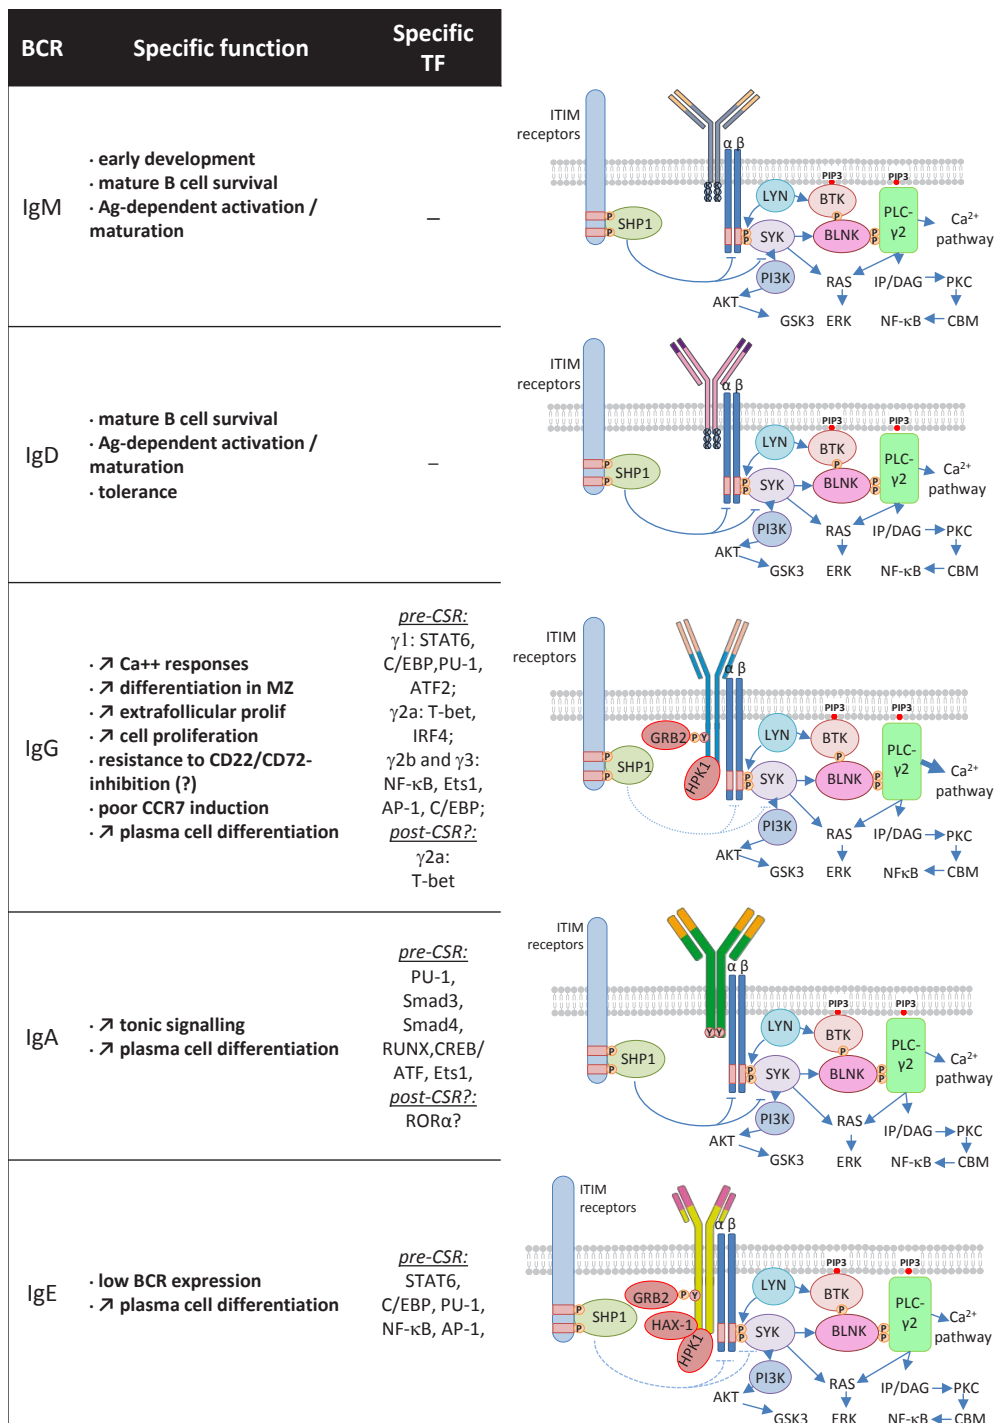 BCR
Specific function
Specific
TF
IgM
· early development
· mature B cell survival
· Ag-dependent activation /
maturation
–
ITIM
receptors
α β
PIP3
PIP3
LYN
BTK
PLC-
γ2
P
P
SHP1
P
P
SYK
P
BLNK
P
P
Ca²⁺
pathway
PI3K
AKT
GSK3
RAS
ERK
IP/DAG
PKC
NF-κB
CBM
IgD
· mature B cell survival
· Ag-dependent activation /
maturation
· tolerance
–
ITIM
receptors
α β
PIP3
PIP3
LYN
BTK
PLC-
γ2
P
P
SHP1
P
P
SYK
P
BLNK
P
P
Ca²⁺
pathway
PI3K
AKT
GSK3
RAS
ERK
IP/DAG
PKC
NF-κB
CBM
IgG
· ↗ Ca++ responses
· ↗ differentiation in MZ
· ↗ extrafollicular prolif
· ↗ cell proliferation
· resistance to CD22/CD72-
inhibition (?)
· poor CCR7 induction
· ↗ plasma cell differentiation
pre-CSR:
γ1: STAT6,
C/EBP,PU-1,
ATF2;
γ2a: T-bet,
IRF4;
γ2b and γ3:
NF-κB, Ets1,
AP-1, C/EBP;
post-CSR?:
γ2a:
T-bet
ITIM
receptors
α β
PIP3
PIP3
GRB2
P
Y
HPK1
LYN
BTK
PLC-
γ2
P
P
SHP1
P
P
SYK
P
BLNK
P
P
Ca²⁺
pathway
PI3K
AKT
GSK3
RAS
ERK
IP/DAG
PKC
NFκB
CBM
IgA
· ↗ tonic signalling
· ↗ plasma cell differentiation
pre-CSR:
PU-1,
Smad3,
Smad4,
RUNX,CREB/
ATF, Ets1,
post-CSR?:
RORα?
ITIM
receptors
α β
PIP3
PIP3
Y
Y
LYN
BTK
PLC-
γ2
P
P
SHP1
P
P
SYK
P
BLNK
P
P
Ca²⁺
pathway
PI3K
AKT
GSK3
RAS
ERK
IP/DAG
PKC
NF-κB
CBM
IgE
· low BCR expression
· ↗ plasma cell differentiation
pre-CSR:
STAT6,
C/EBP, PU-1,
NF-κB, AP-1,
ITIM
receptors
α β
PIP3
PIP3
GRB2
P
Y
HAX-1
HPK1
LYN
BTK
PLC-
γ2
P
P
SHP1
P
P
SYK
P
BLNK
P
P
Ca²⁺
pathway
PI3K
AKT
GSK3
RAS
ERK
IP/DAG
PKC
NF-κB
CBM